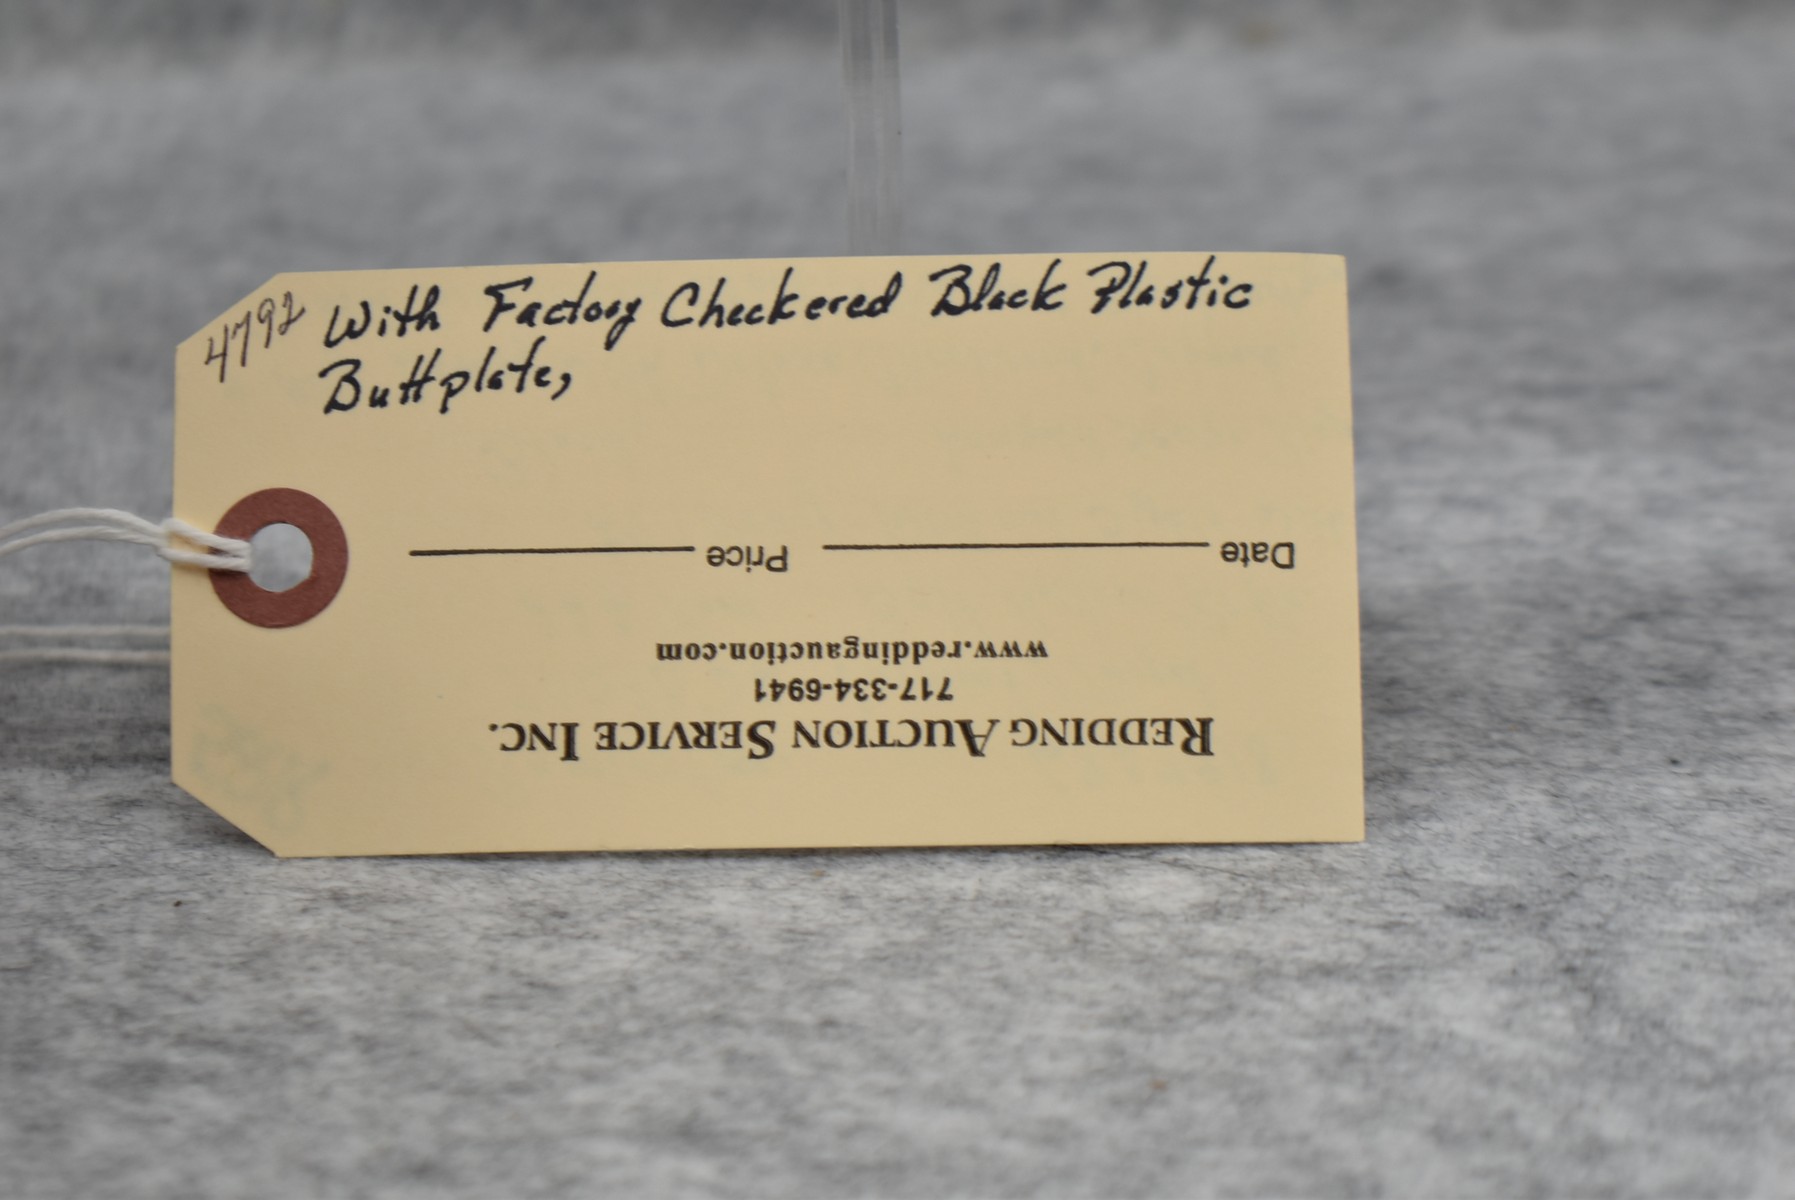 4792 With Factory Checkered Black Plastic
Buttplate,
REDDING AUCTION SERVICE INC.
717-334-6941
www.reddingauction.com
Date Price